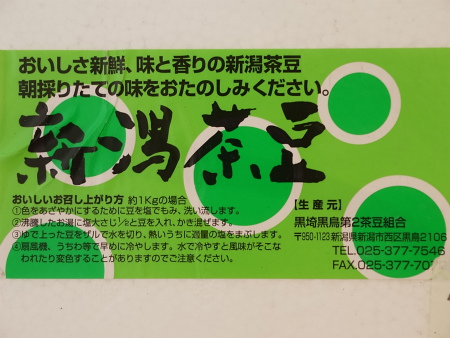 おいしさ新鮮、味と香りの新潟茶豆
朝採りたての味をおたのしみください。
新潟茶豆
おいしいお召し上がり方 約1Kgの場合
①色をあざやかにするために豆を塩でもみ、洗い流します。
②沸騰したお湯に塩大さじ1/2と豆を入れ、かき混ぜます。
③ゆで上った豆をザルで水を切り、熱いうちに適量の塩をまぶします。
④扇風機、うちわ等で早めに冷やします。水で冷やすと風味がそこな
われたり変色することがありますのでご注意ください。
【生産元】
黒埼黒鳥第2茶豆組合
〒950-1123 新潟県新潟市西区黒鳥2106
TEL.025-377-7546
FAX.025-377-70